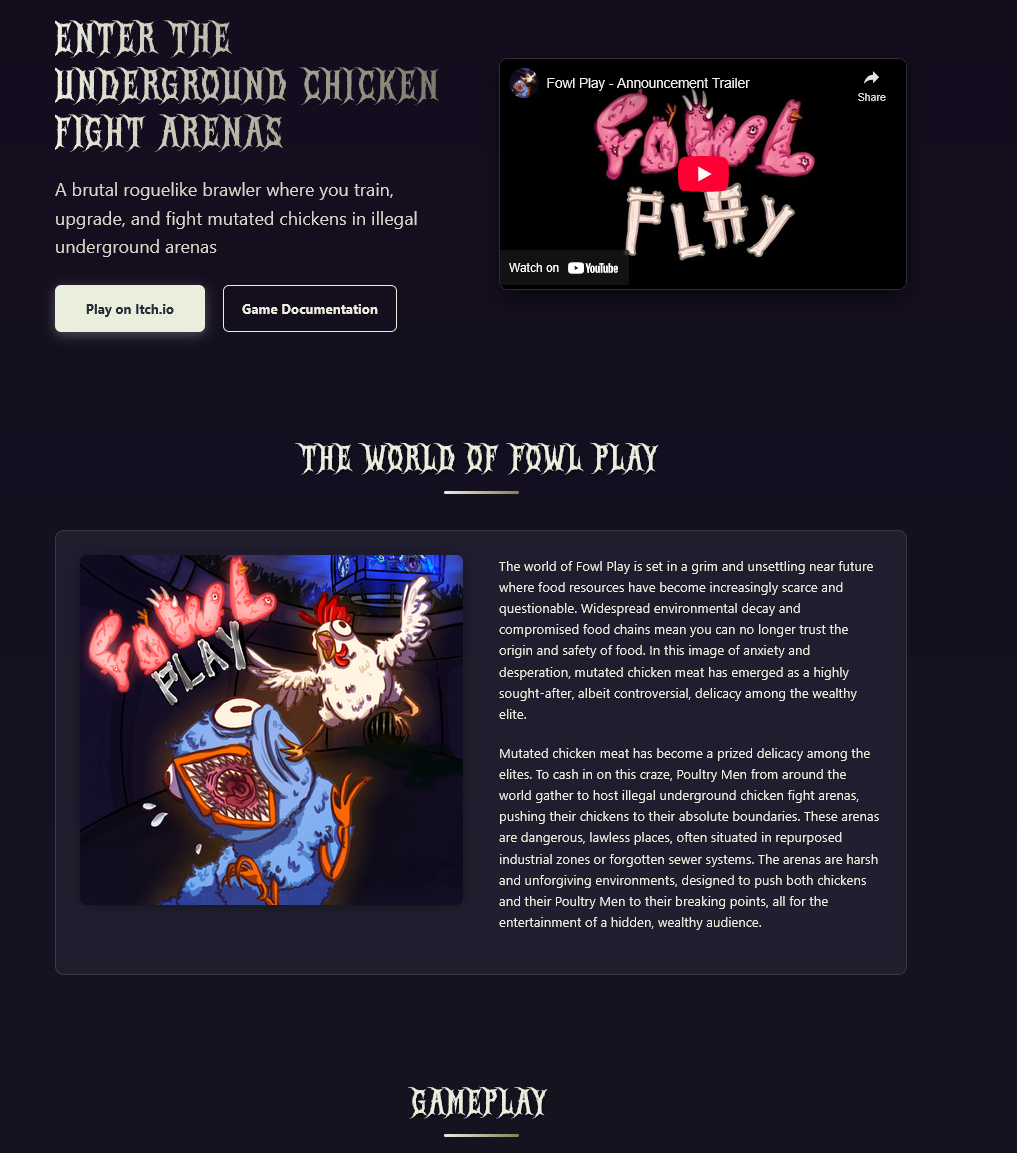 ENTER THE
UNDERGROUND CHICKEN
FIGHT ARENAS
A brutal roguelike brawler where you train,
upgrade, and fight mutated chickens in illegal
underground arenas
Play on Itch.io
Game Documentation
Fowl Play - Announcement Trailer
Share
FOWL
PLAY
Watch on YouTube
THE WORLD OF FOWL PLAY
FOWL
PLAY
The world of Fowl Play is set in a grim and unsettling near future
where food resources have become increasingly scarce and
questionable. Widespread environmental decay and
compromised food chains mean you can no longer trust the
origin and safety of food. In this image of anxiety and
desperation, mutated chicken meat has emerged as a highly
sought-after, albeit controversial, delicacy among the wealthy
elite.
Mutated chicken meat has become a prized delicacy among the
elites. To cash in on this craze, Poultry Men from around the
world gather to host illegal underground chicken fight arenas,
pushing their chickens to their absolute boundaries. These arenas
are dangerous, lawless places, often situated in repurposed
industrial zones or forgotten sewer systems. The arenas are harsh
and unforgiving environments, designed to push both chickens
and their Poultry Men to their breaking points, all for the
entertainment of a hidden, wealthy audience.
GAMEPLAY